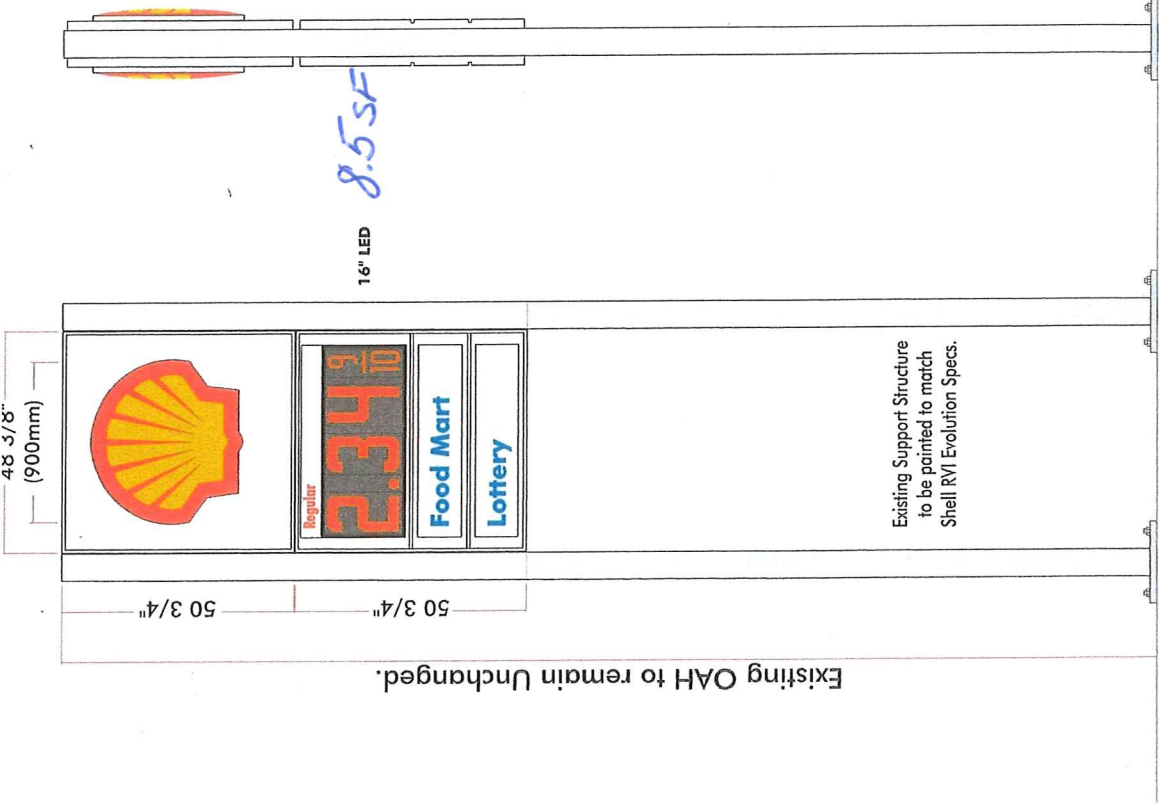 48 3/8"
(900mm)
50 3/4"
50 3/4"
Existing OAH to remain Unchanged.
Regular
2.34 9/10
Food Mart
Lottery
16" LED
8.5 SF
Existing Support Structure
to be painted to match
Shell RVI Evolution Specs.